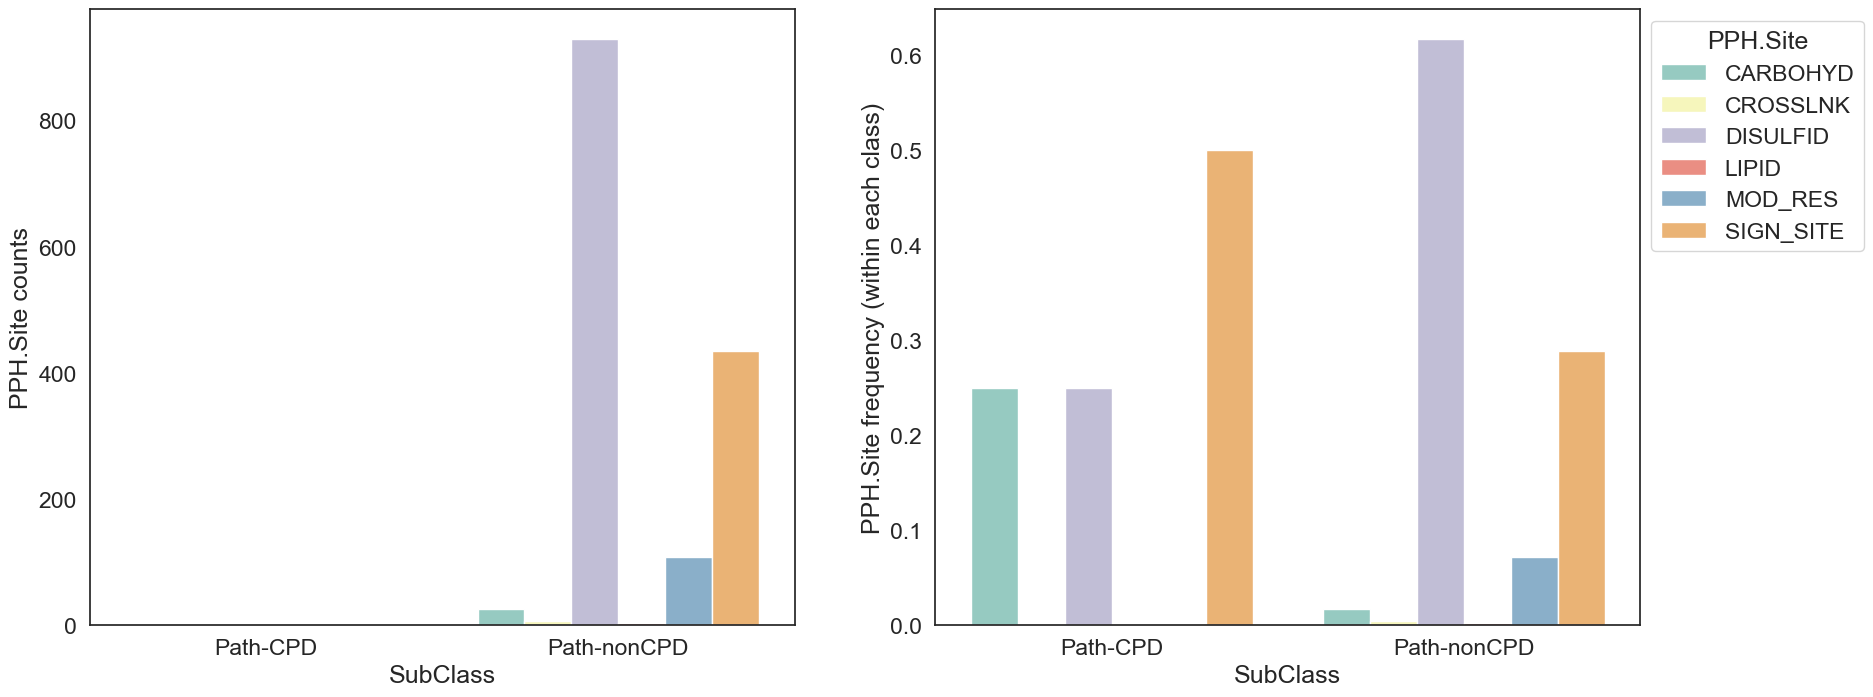 PPH.Site counts
800
600
400
200
0
Path-CPD
Path-nonCPD
SubClass
PPH.Site frequency (within each class)
0.6
0.5
0.4
0.3
0.2
0.1
0.0
Path-CPD
Path-nonCPD
SubClass
PPH.Site
CARBOHYD
CROSSLNK
DISULFID
LIPID
MOD_RES
SIGN_SITE